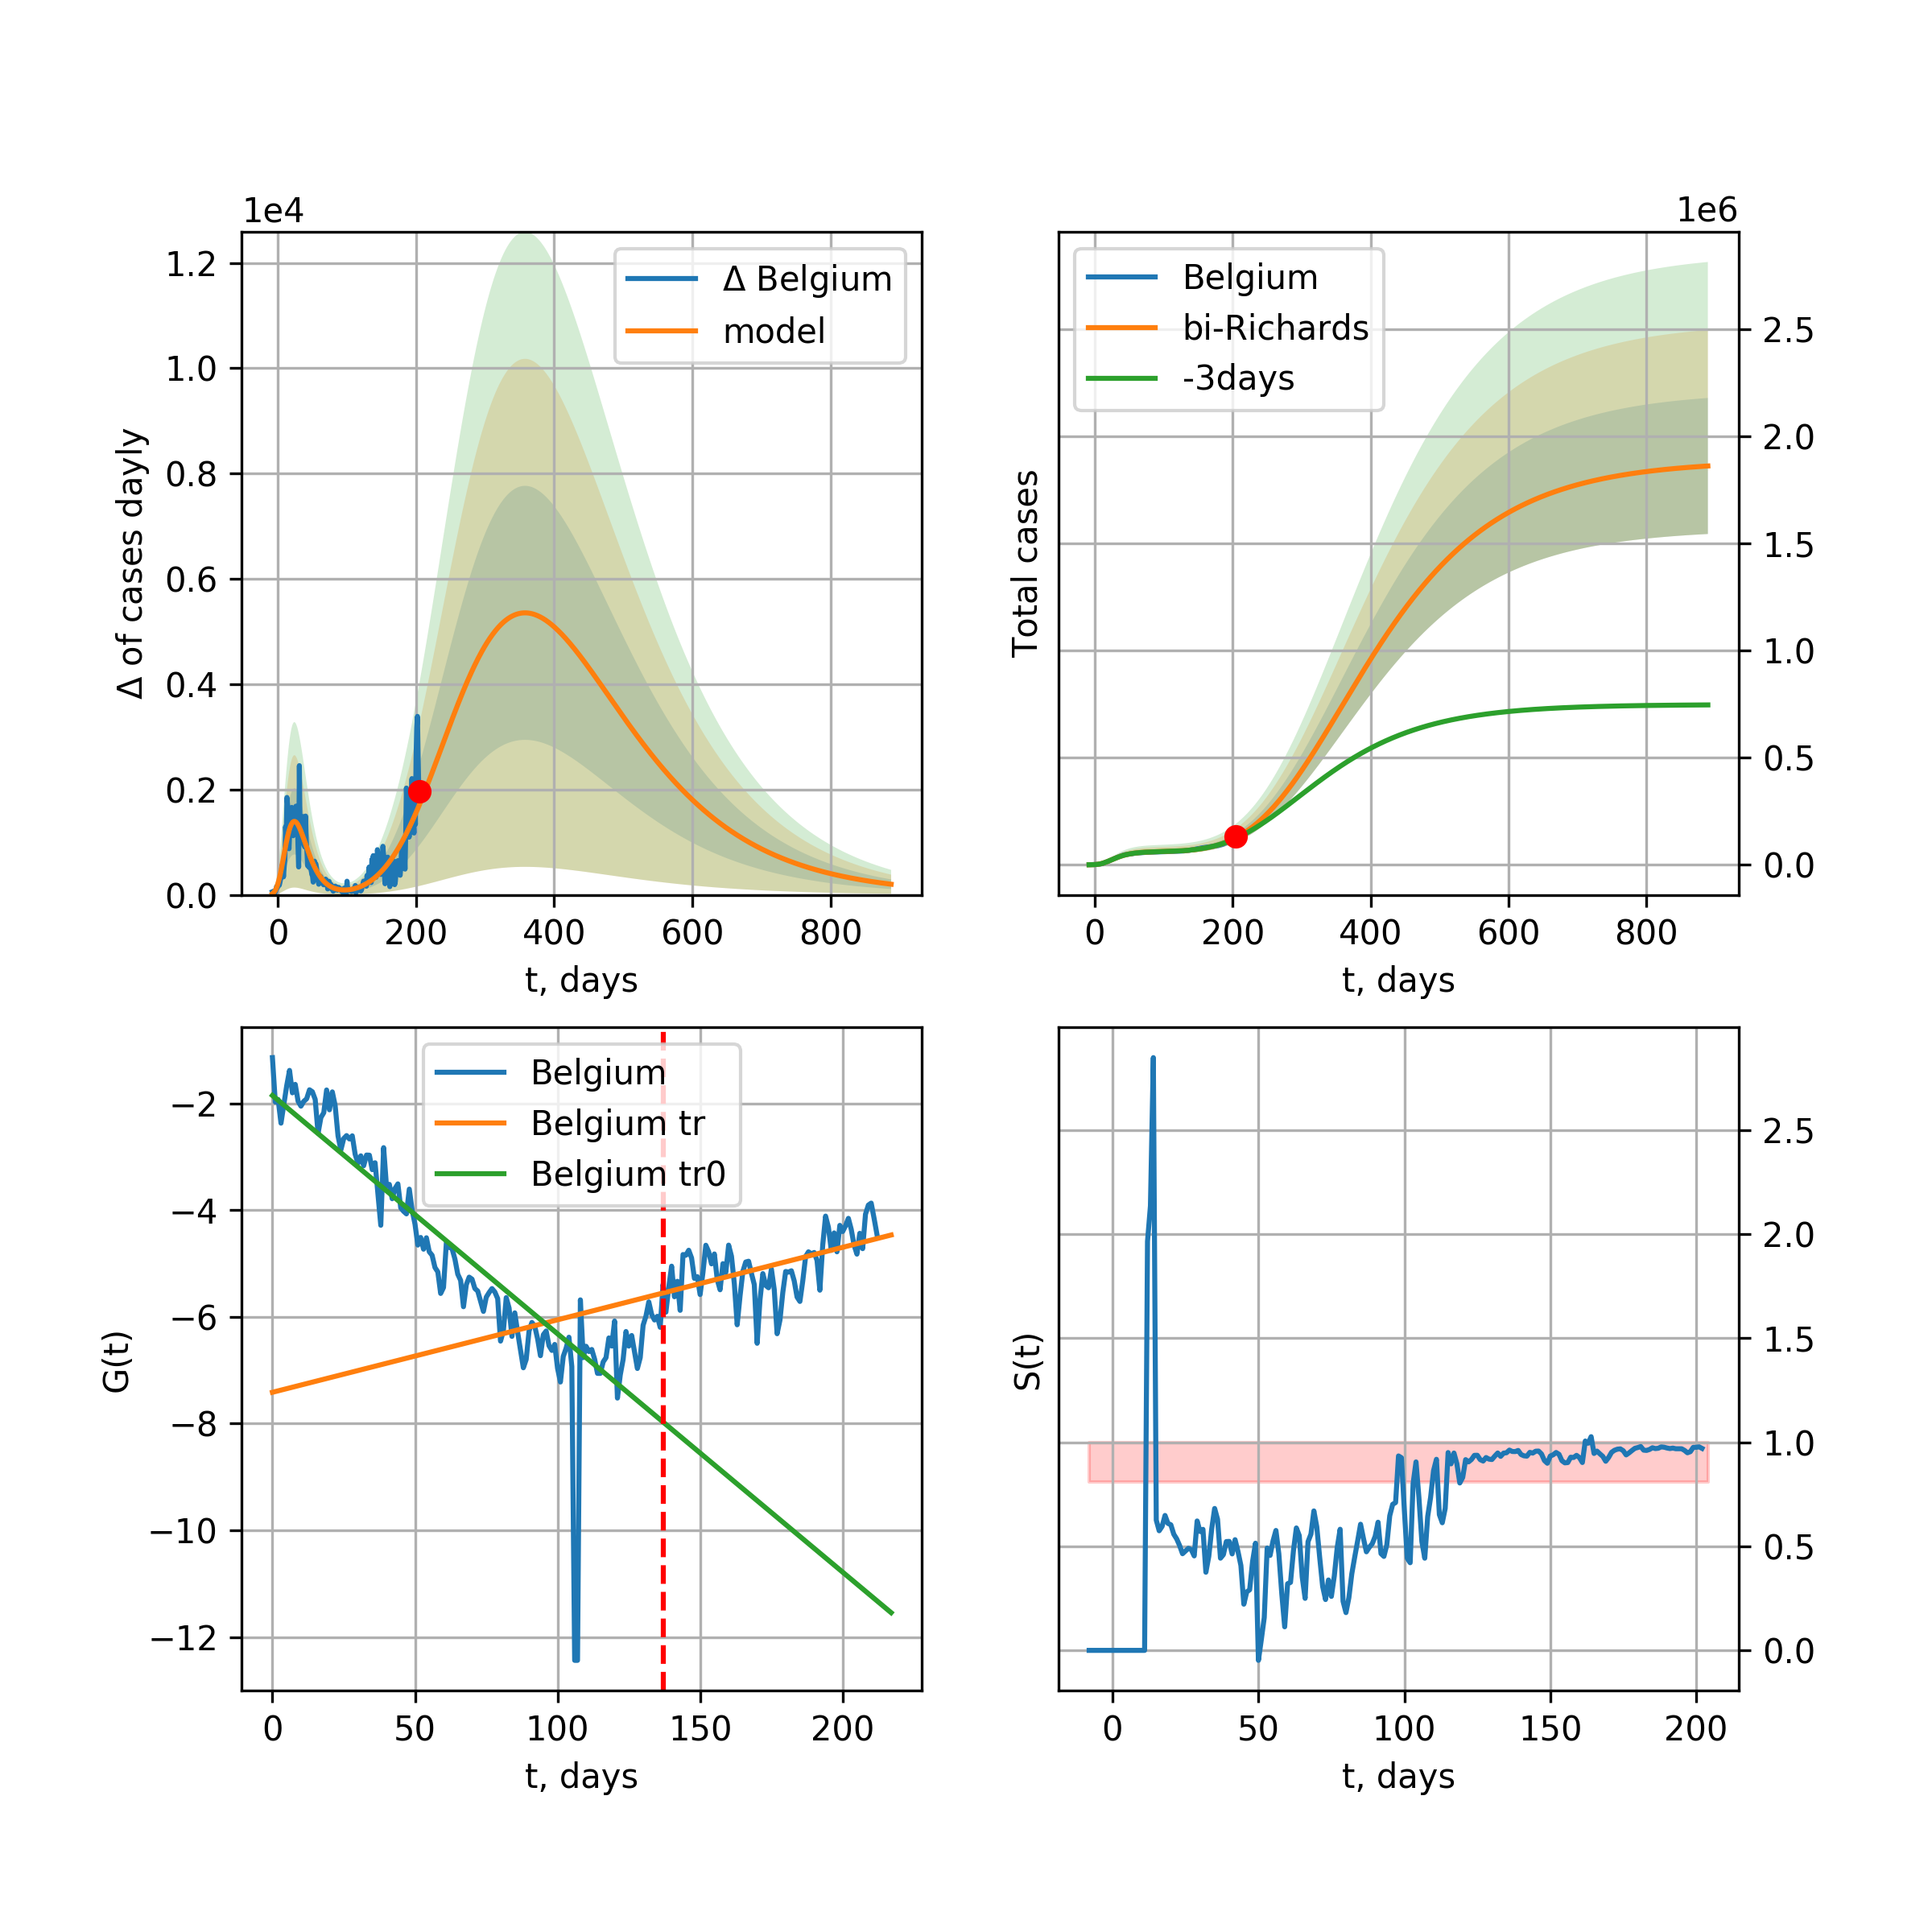 1e4
Δ of cases dayly
1.2
1.0
0.8
0.6
0.4
0.2
0.0
0 200 400 600 800
t, days
Δ Belgium
model
1e6
Total cases
Belgium
bi-Richards
-3days
2.5
2.0
1.5
1.0
0.5
0.0
0 200 400 600 800
t, days
G(t)
−2
−4
−6
−8
−10
−12
0 50 100 150 200
t, days
Belgium
Belgium tr
Belgium tr0
S(t)
2.5
2.0
1.5
1.0
0.5
0.0
0 50 100 150 200
t, days